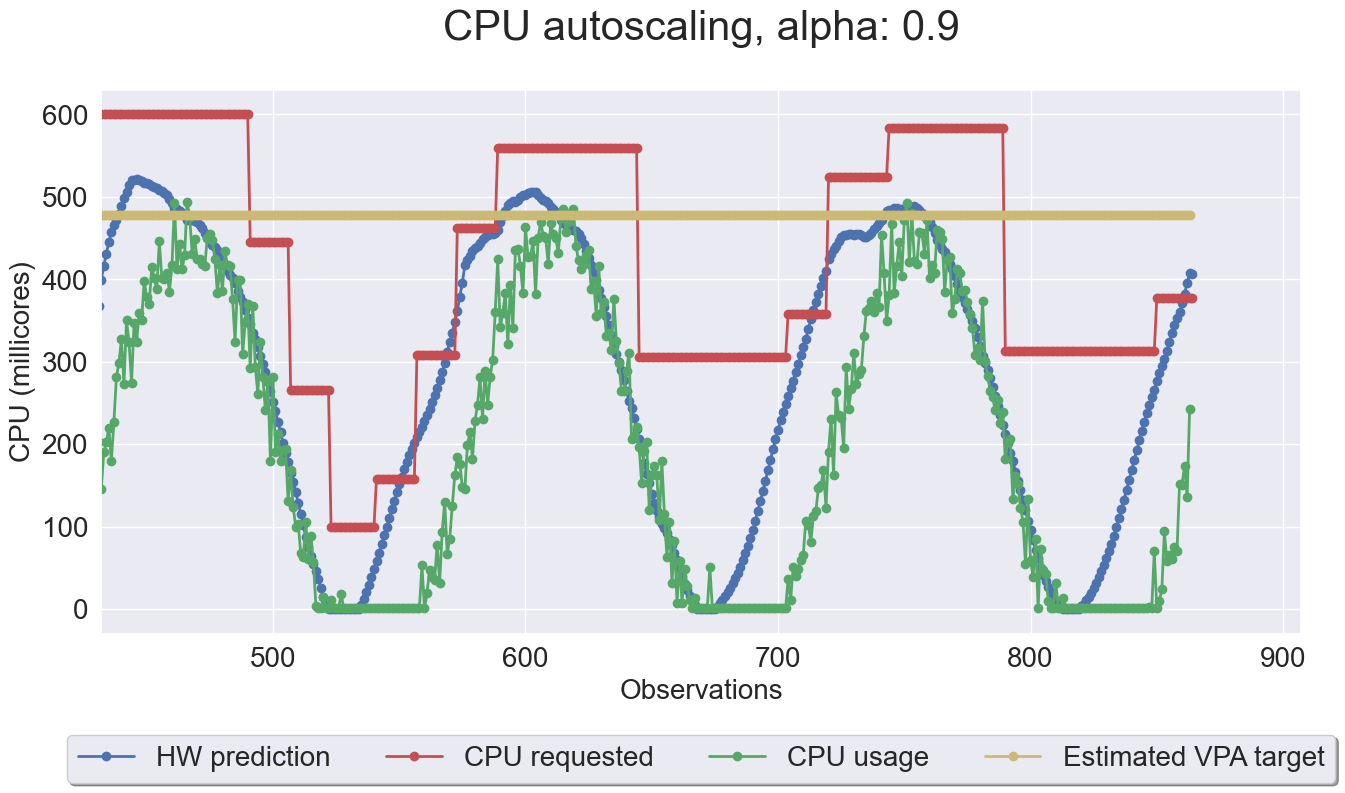 CPU autoscaling, alpha: 0.9
600
500
400
300
200
100
0
CPU (millicores)
500 600 700 800 900
Observations
HW prediction CPU requested CPU usage Estimated VPA target